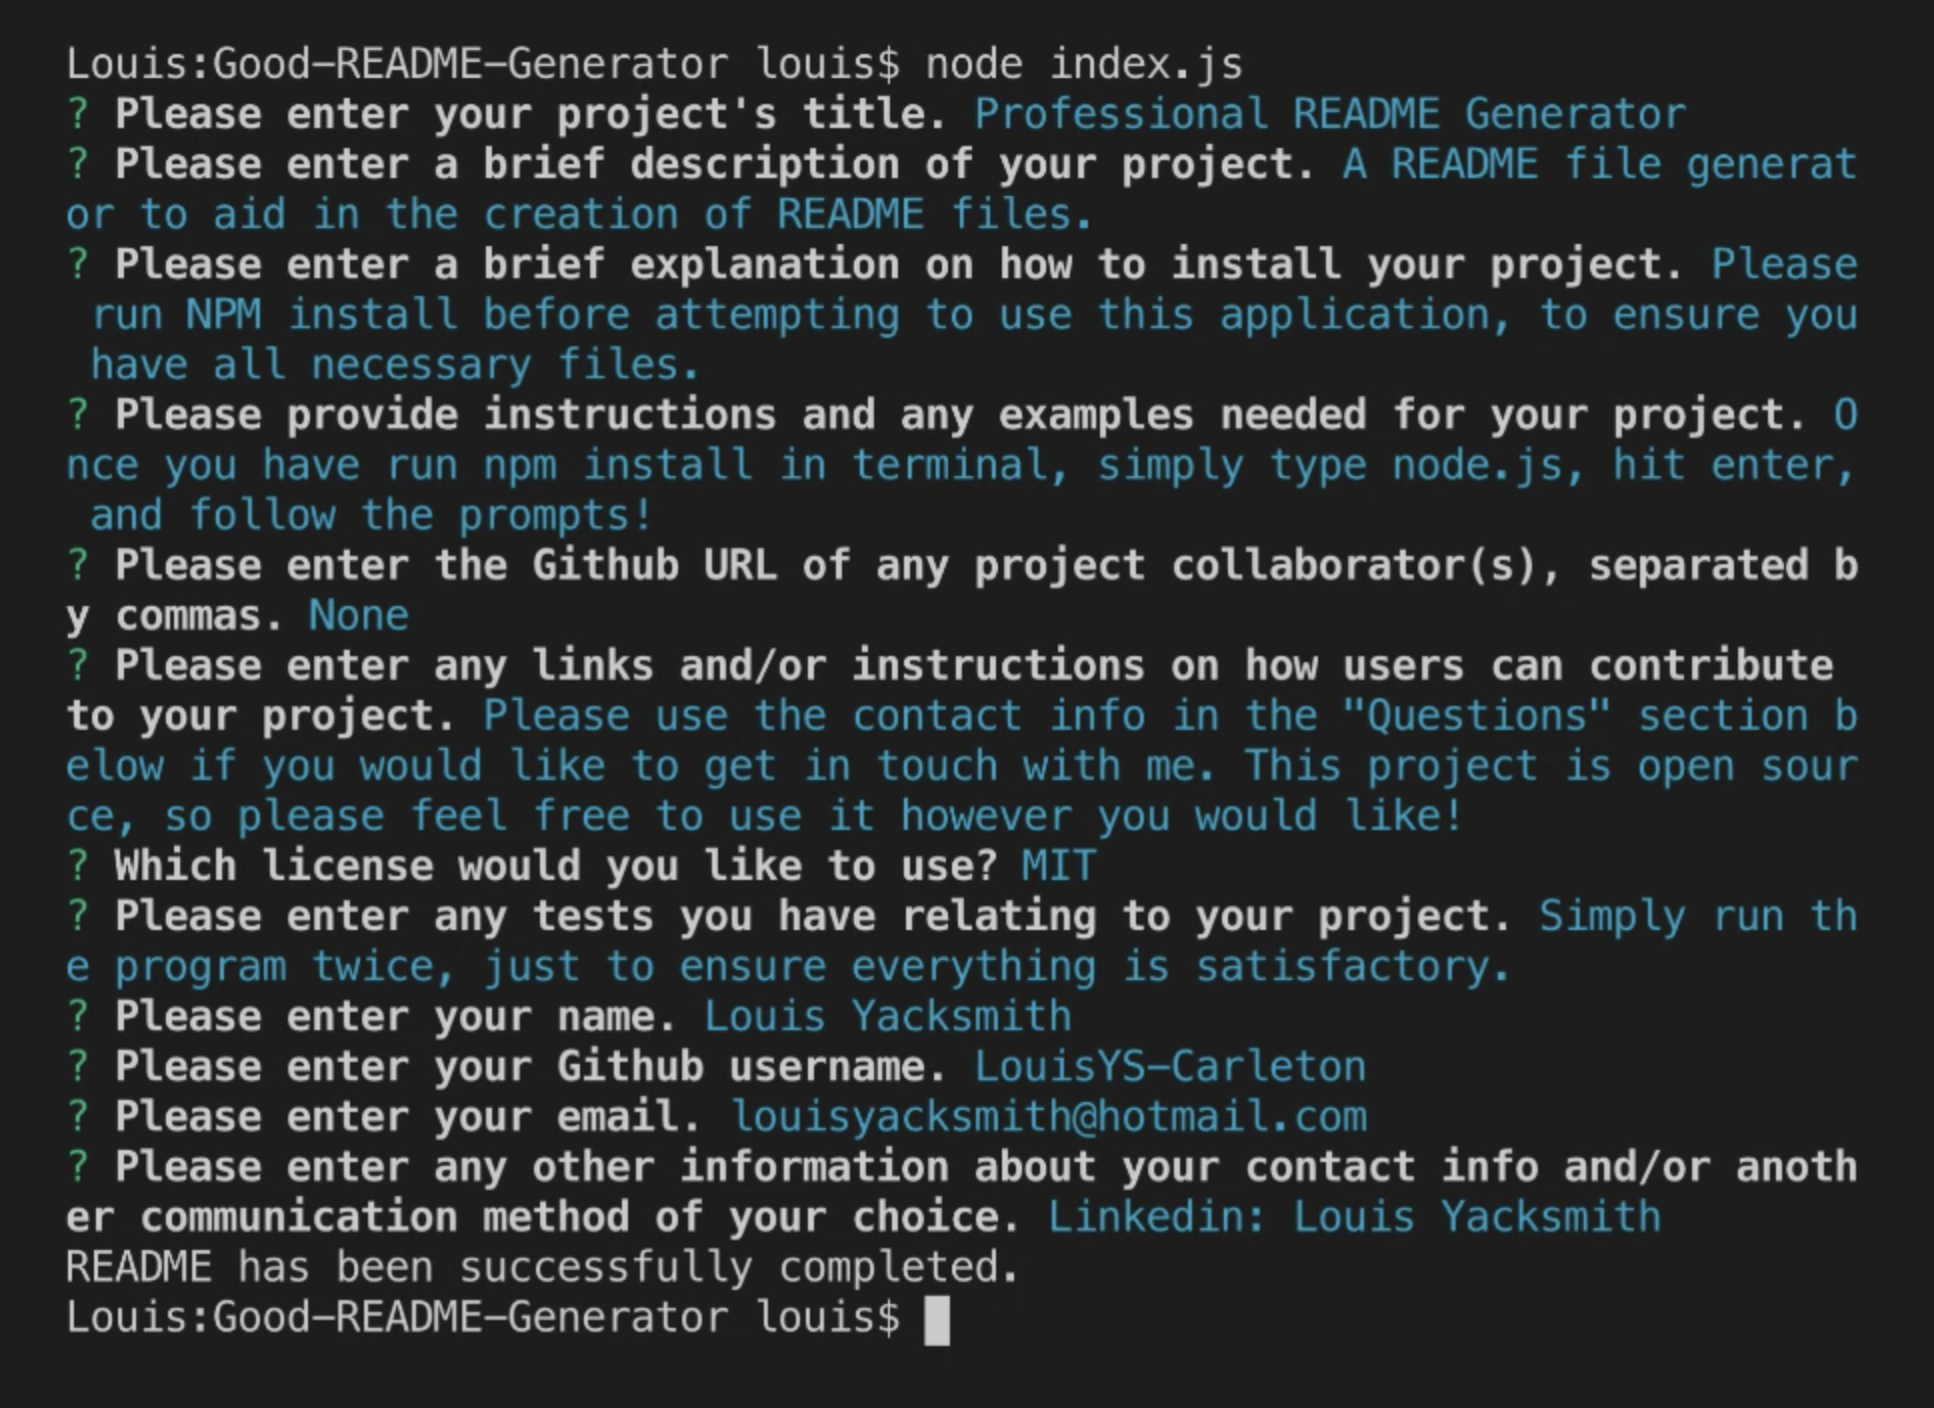 Louis:Good-README-Generator louis$ node index.js
? Please enter your project's title. Professional README Generator
? Please enter a brief description of your project. A README file generat
or to aid in the creation of README files.
? Please enter a brief explanation on how to install your project. Please
 run NPM install before attempting to use this application, to ensure you
 have all necessary files.
? Please provide instructions and any examples needed for your project. O
nce you have run npm install in terminal, simply type node.js, hit enter,
 and follow the prompts!
? Please enter the Github URL of any project collaborator(s), separated b
y commas. None
? Please enter any links and/or instructions on how users can contribute
to your project. Please use the contact info in the "Questions" section b
elow if you would like to get in touch with me. This project is open sour
ce, so please feel free to use it however you would like!
? Which license would you like to use? MIT
? Please enter any tests you have relating to your project. Simply run th
e program twice, just to ensure everything is satisfactory.
? Please enter your name. Louis Yacksmith
? Please enter your Github username. LouisYS-Carleton
? Please enter your email. louisyacksmith@hotmail.com
? Please enter any other information about your contact info and/or anoth
er communication method of your choice. Linkedin: Louis Yacksmith
README has been successfully completed.
Louis:Good-README-Generator louis$